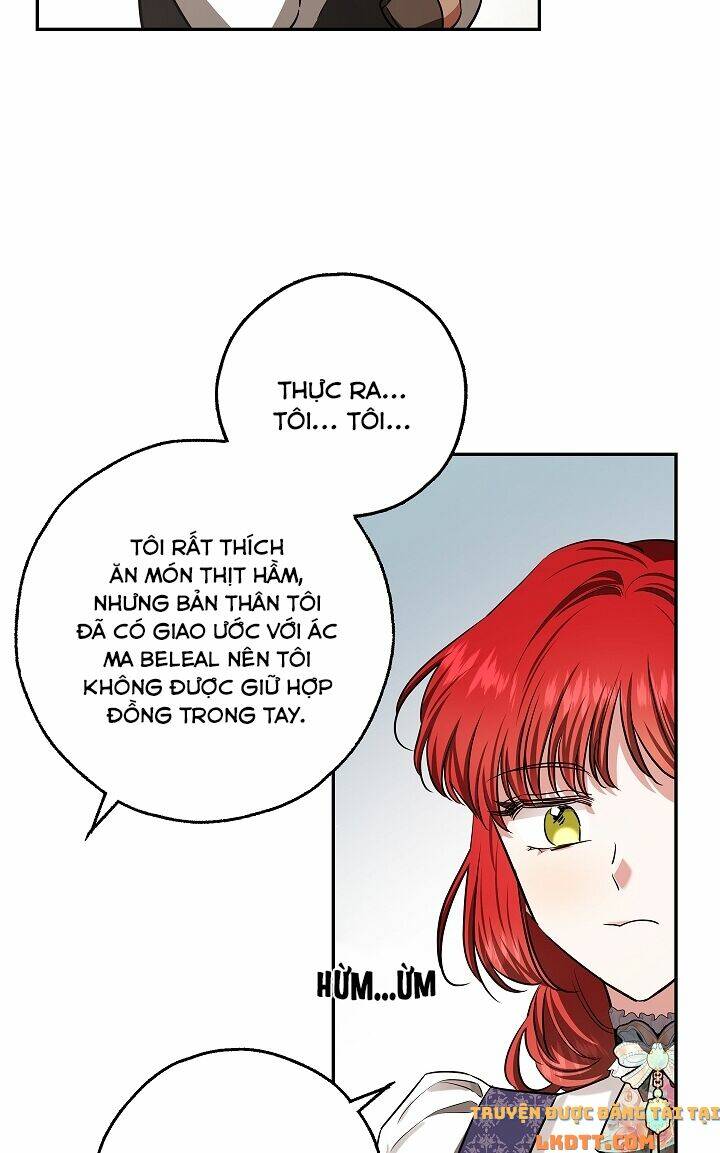 THỰC RA...
TÔI... TÔI...
TÔI RẤT THÍCH
ĂN MÓN THỊT HẦM,
NHƯNG BẢN THÂN TÔI
ĐÃ CÓ GIAO ƯỚC VỚI ÁC
MA BELEAL NÊN TÔI
KHÔNG ĐƯỢC GIỮ HỢP
ĐỒNG TRONG TAY.
HỪM...ỪM
TRUYỆN ĐƯỢC ĐĂNG TẢI TẠI
LKDTT.COM